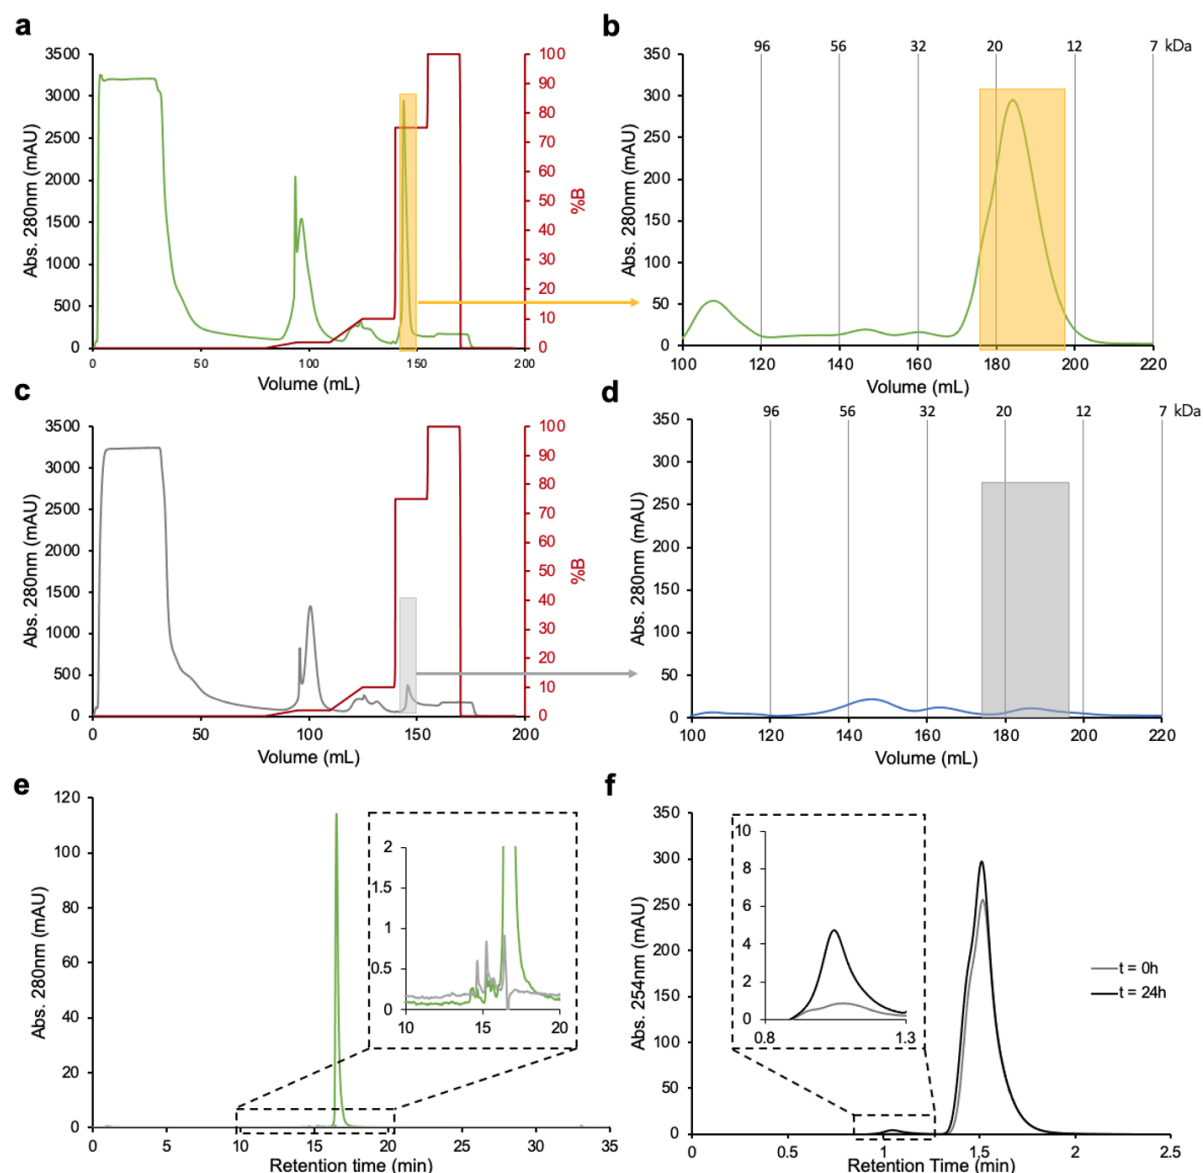 a
Abs. 280nm (mAU)
3500
3000
2500
2000
1500
1000
500
0
100
90
80
70
60
50
40
30
20
10
0
%B
0 50 100 150 200
Volume (mL)
b
Abs. 280nm (mAU)
350
300
250
200
150
100
50
0
96 56 32 20 12 7 kDa
100 120 140 160 180 200 220
Volume (mL)
c
Abs. 280nm (mAU)
3500
3000
2500
2000
1500
1000
500
0
100
90
80
70
60
50
40
30
20
10
0
%B
0 50 100 150 200
Volume (mL)
d
Abs. 280nm (mAU)
350
300
250
200
150
100
50
0
96 56 32 20 12 7 kDa
100 120 140 160 180 200 220
Volume (mL)
e
Abs. 280nm (mAU)
120
100
80
60
40
20
0
2
1.5
1
0.5
0
10 15 20
0 5 10 15 20 25 30 35
Retention time (min)
f
Abs. 254nm (mAU)
350
300
250
200
150
100
50
0
10
8
6
4
2
0
0.8 1.3
t = 0h
t = 24h
0 0.5 1 1.5 2 2.5
Retention Time (min)